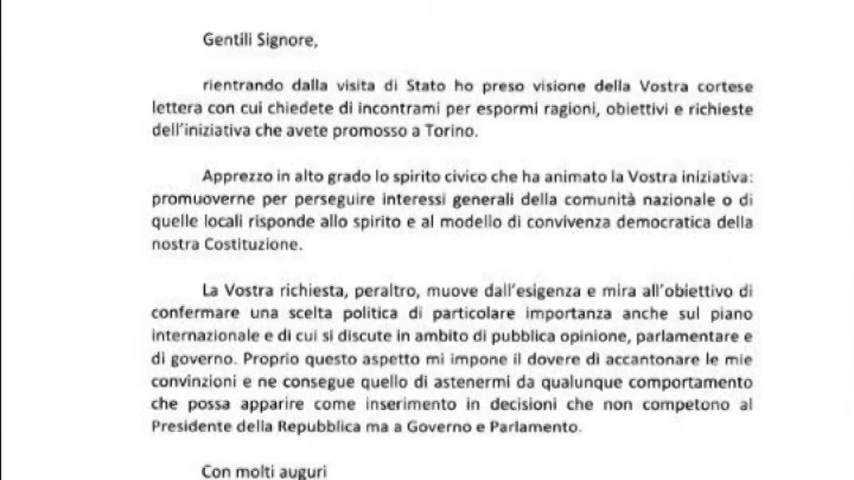 Gentili Signore,
rientrando dalla visita di Stato ho preso visione della Vostra cortese
lettera con cui chiedete di incontrami per espormi ragioni, obiettivi e richieste
dell'iniziativa che avete promosso a Torino.
Apprezzo in alto grado lo spirito civico che ha animato la Vostra iniziativa:
promuoverne per perseguire interessi generali della comunità nazionale o di
quelle locali risponde allo spirito e al modello di convivenza democratica della
nostra Costituzione.
La Vostra richiesta, peraltro, muove dall'esigenza e mira all'obiettivo di
confermare una scelta politica di particolare importanza anche sul piano
internazionale e di cui si discute in ambito di pubblica opinione, parlamentare e
di governo. Proprio questo aspetto mi impone il dovere di accantonare le mie
convinzioni e ne consegue quello di astenermi da qualunque comportamento
che possa apparire come inserimento in decisioni che non competono al
Presidente della Repubblica ma a Governo e Parlamento.
Con molti auguri